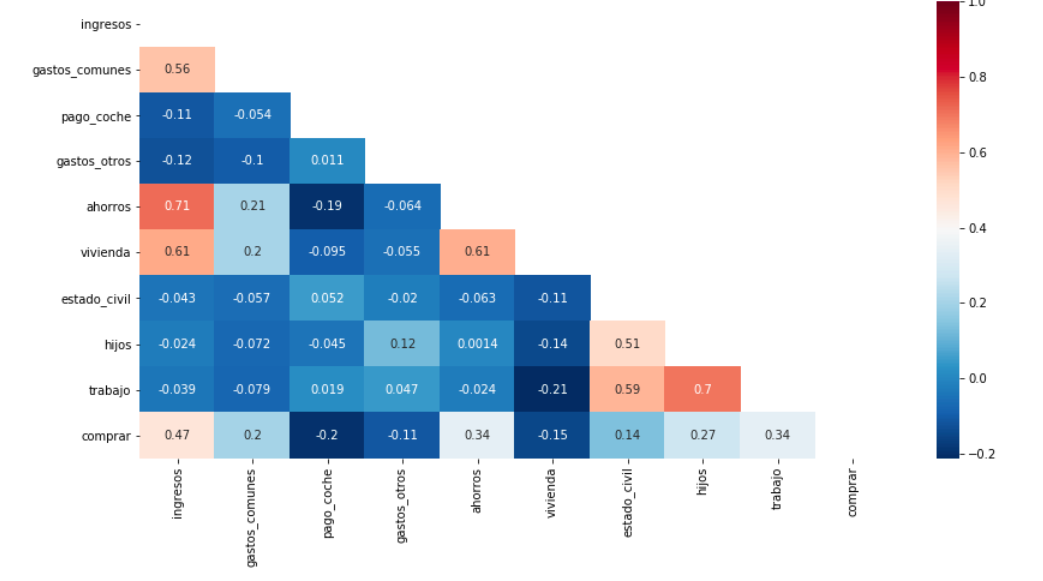 1.0
ingresos
gastos_comunes 0.56
0.8
pago_coche -0.11 -0.054
gastos_otros -0.12 -0.1 0.011
0.6
ahorros 0.71 0.21 -0.19 -0.064
0.4
vivienda 0.61 0.2 -0.095 -0.055 0.61
estado_civil -0.043 -0.057 0.052 -0.02 -0.063 -0.11
0.2
hijos -0.024 -0.072 -0.045 0.12 0.0014 -0.14 0.51
0.0
trabajo -0.039 -0.079 0.019 0.047 -0.024 -0.21 0.59 0.7
comprar 0.47 0.2 -0.2 -0.11 0.34 -0.15 0.14 0.27 0.34
−0.2
ingresos
gastos_comunes
pago_coche
gastos_otros
ahorros
vivienda
estado_civil
hijos
trabajo
comprar